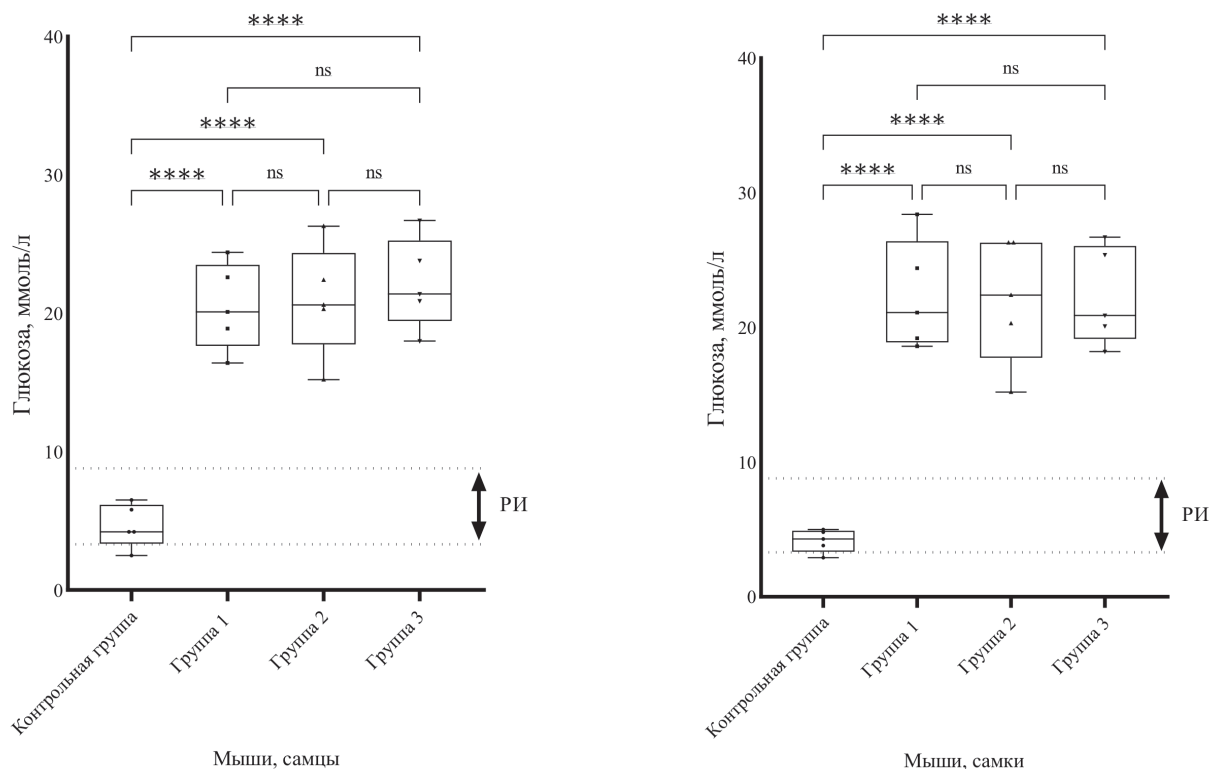 40
30
20
10
0
Глюкоза, ммоль/л
****
ns
****
****
ns
ns
РИ
Контрольная группа
Группа 1
Группа 2
Группа 3
Мыши, самцы
40
30
20
10
0
Глюкоза, ммоль/л
****
ns
****
****
ns
ns
РИ
Контрольная группа
Группа 1
Группа 2
Группа 3
Мыши, самки